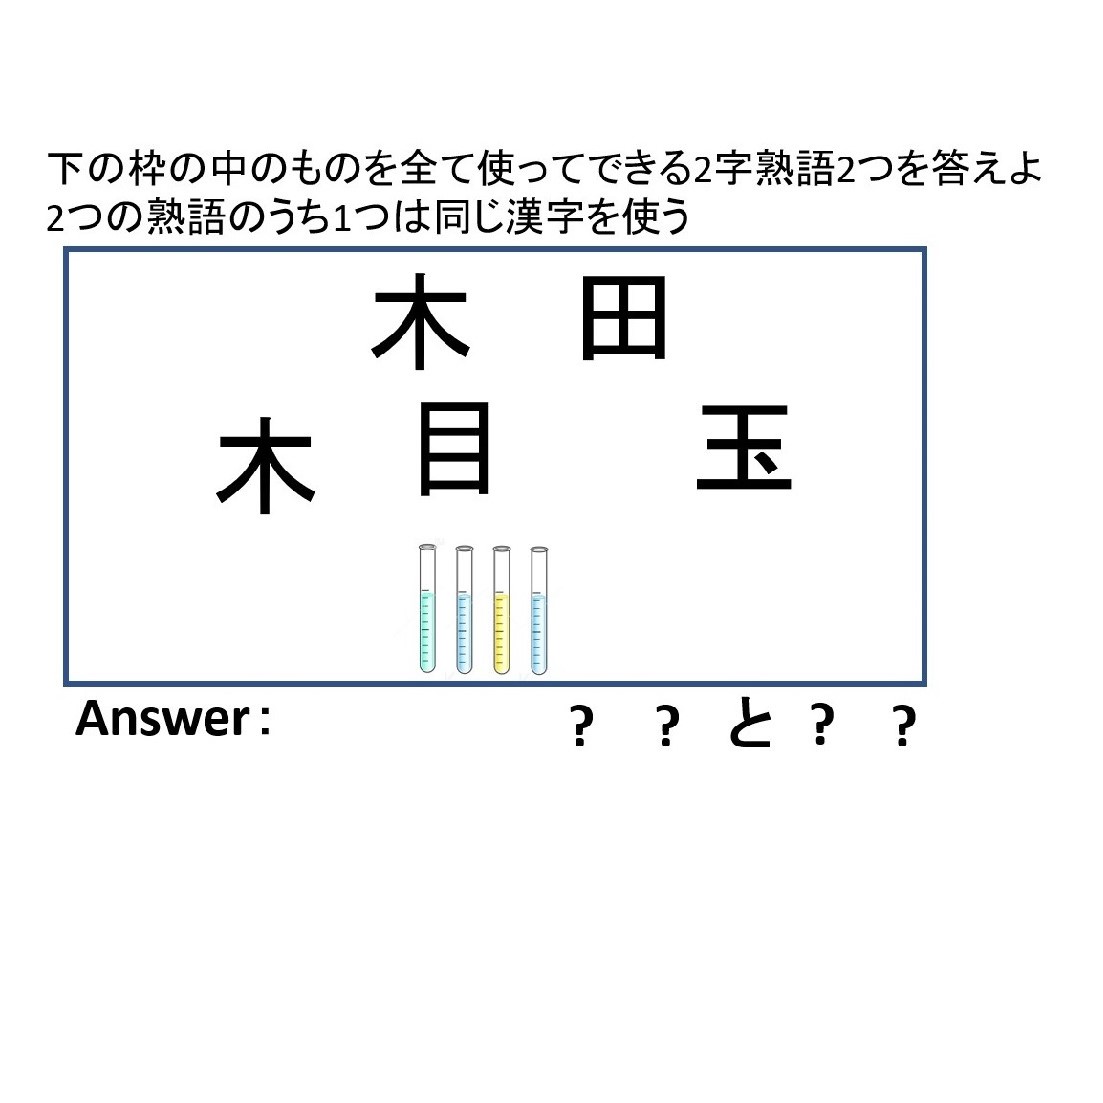 下の枠の中のものを全て使ってできる2字熟語2つを答えよ
2つの熟語のうち1つは同じ漢字を使う
木 田
木 目 玉
Answer： ? ? と ? ?